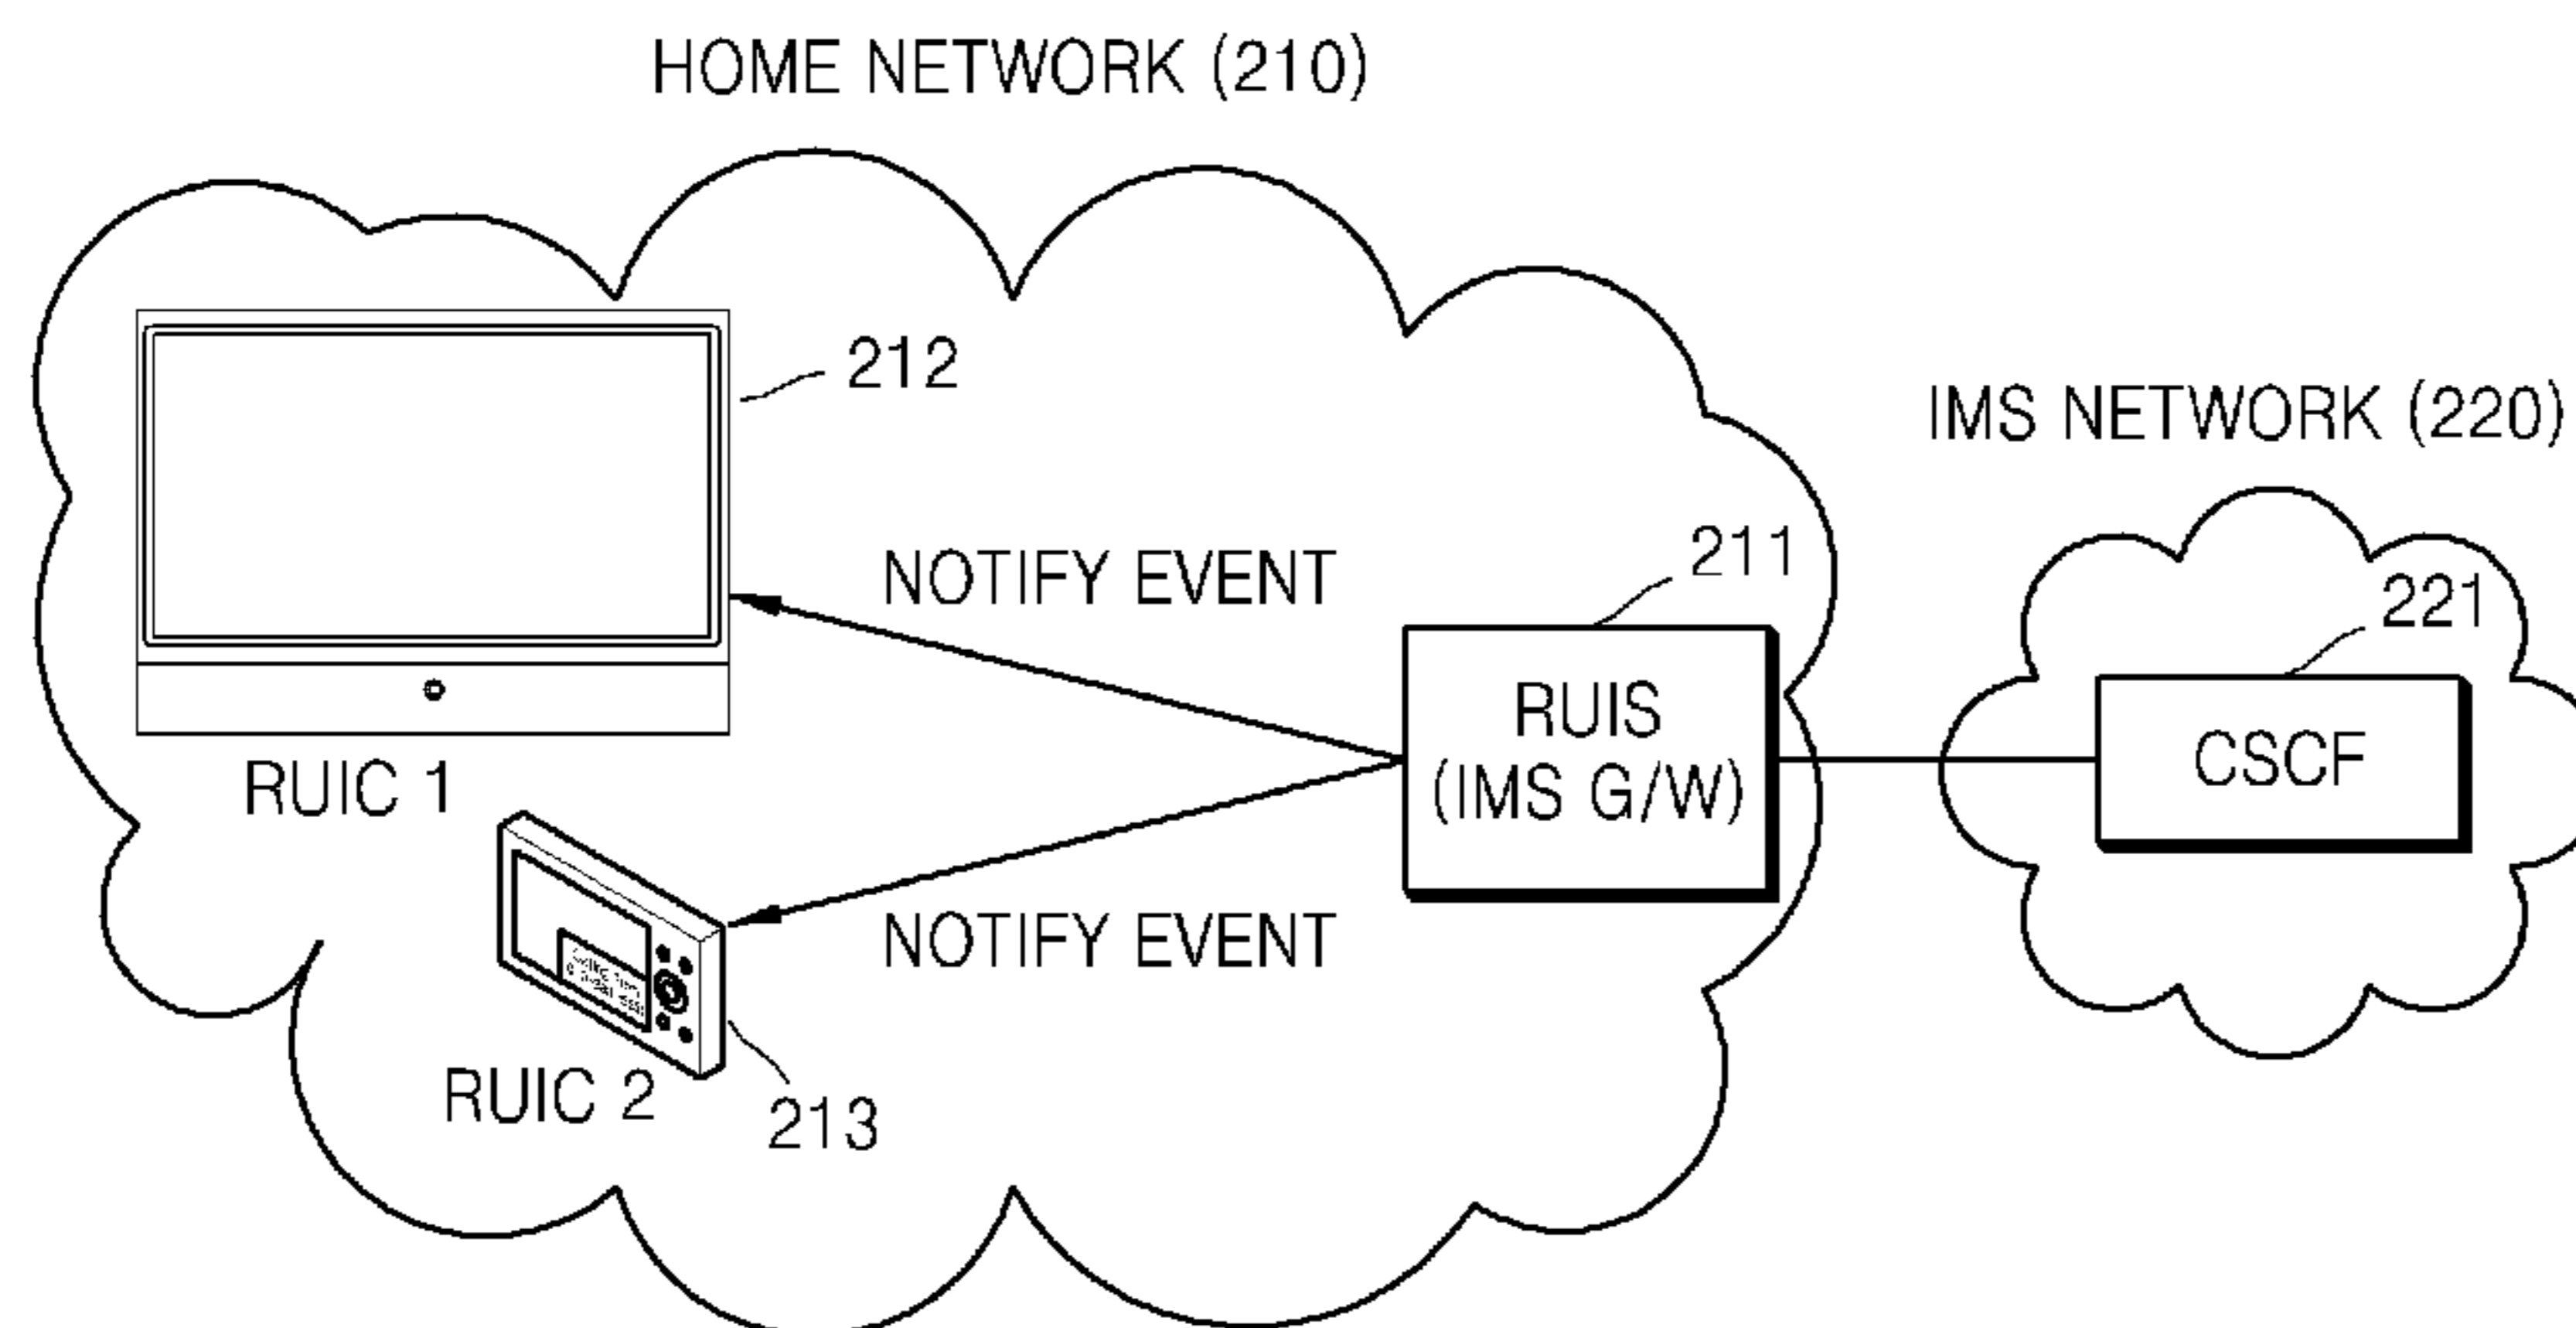 HOME NETWORK (210)
212
IMS NETWORK (220)
NOTIFY EVENT
211
221
RUIS
(IMS G/W)
CSCF
RUIC 1
NOTIFY EVENT
RUIC 2
213